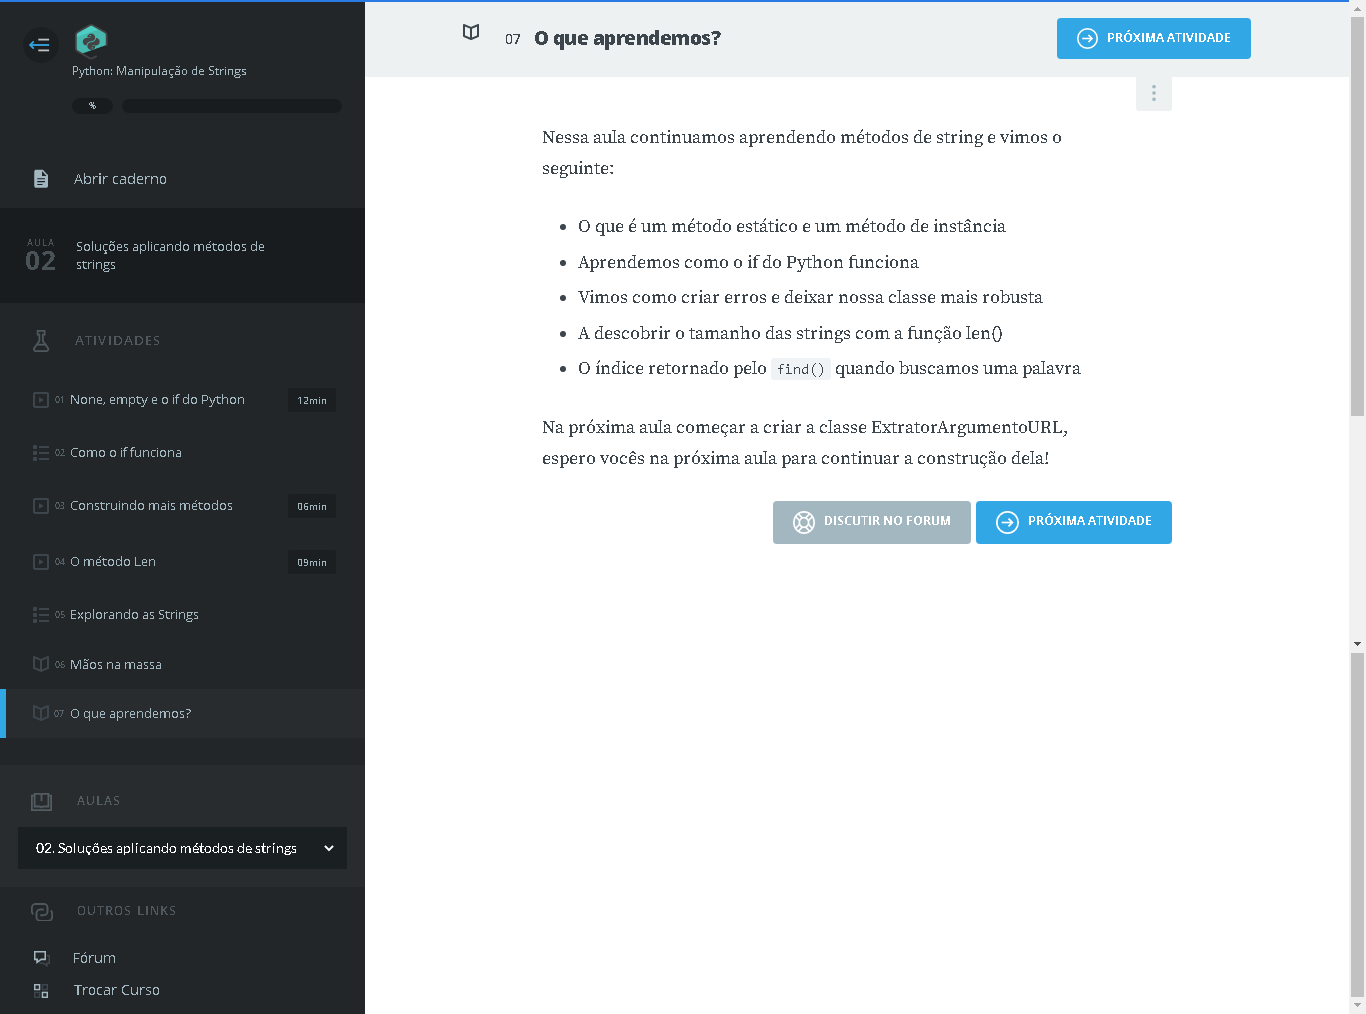 Python: Manipulação de Strings
%
Abrir caderno
AULA
02
Soluções aplicando métodos de
strings
ATIVIDADES
01 None, empty e o if do Python 12min
02 Como o if funciona
03 Construindo mais métodos 06min
04 O método Len 09min
05 Explorando as Strings
06 Mãos na massa
07 O que aprendemos?
AULAS
02. Soluções aplicando métodos de strings
OUTROS LINKS
Fórum
Trocar Curso
07 O que aprendemos?
PRÓXIMA ATIVIDADE
Nessa aula continuamos aprendendo métodos de string e vimos o
seguinte:
• O que é um método estático e um método de instância
• Aprendemos como o if do Python funciona
• Vimos como criar erros e deixar nossa classe mais robusta
• A descobrir o tamanho das strings com a função len()
• O índice retornado pelo find() quando buscamos uma palavra
Na próxima aula começar a criar a classe ExtratorArgumentoURL,
espero vocês na próxima aula para continuar a construção dela!
DISCUTIR NO FORUM
PRÓXIMA ATIVIDADE